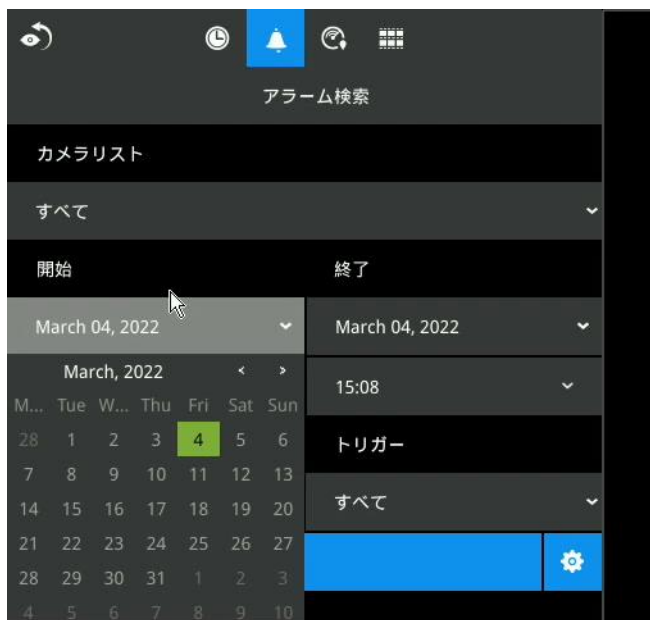 アラーム検索
カメラリスト
すべて
開始 終了
March 04, 2022 March 04, 2022
March, 2022
15:08
M... Tue W... Thu Fri Sat Sun
28 1 2 3 4 5 6
トリガー
7 8 9 10 11 12 13
14 15 16 17 18 19 20
すべて
21 22 23 24 25 26 27
28 29 30 31 1 2 3
4 5 6 7 8 9 10